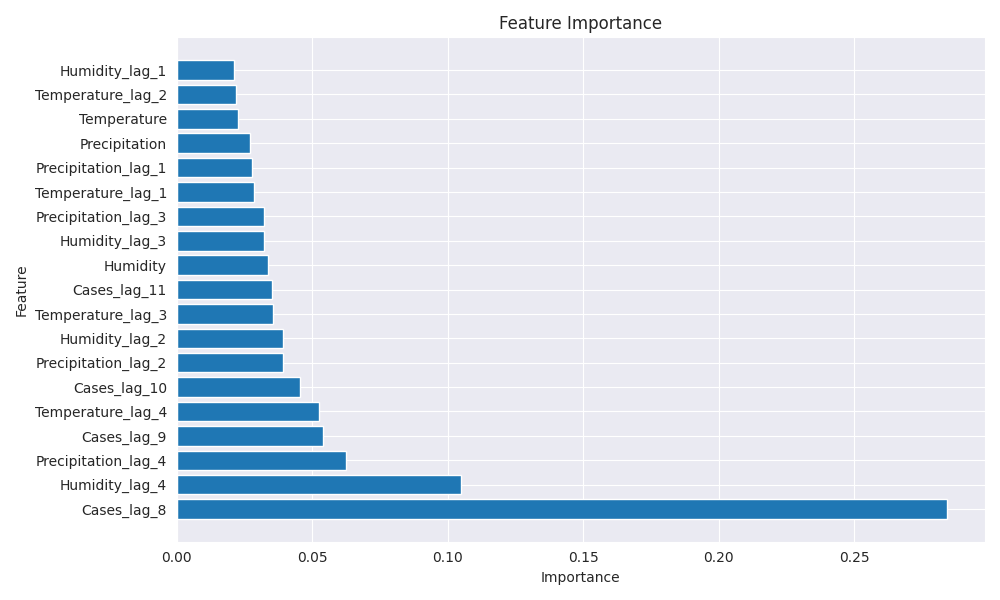 Feature Importance
Humidity_lag_1
Temperature_lag_2
Temperature
Precipitation
Precipitation_lag_1
Temperature_lag_1
Precipitation_lag_3
Humidity_lag_3
Humidity
Cases_lag_11
Temperature_lag_3
Humidity_lag_2
Precipitation_lag_2
Cases_lag_10
Temperature_lag_4
Cases_lag_9
Precipitation_lag_4
Humidity_lag_4
Cases_lag_8
Feature
0.00 0.05 0.10 0.15 0.20 0.25
Importance